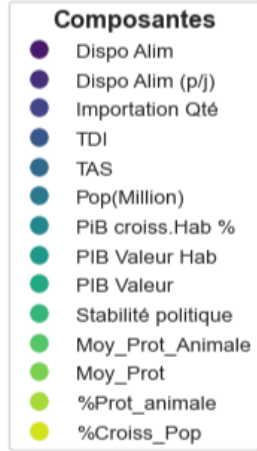 Composantes
Dispo Alim
Dispo Alim (p/j)
Importation Qté
TDI
TAS
Pop(Million)
PiB croiss.Hab %
PIB Valeur Hab
PIB Valeur
Stabilité politique
Moy_Prot_Animale
Moy_Prot
%Prot_animale
%Croiss_Pop